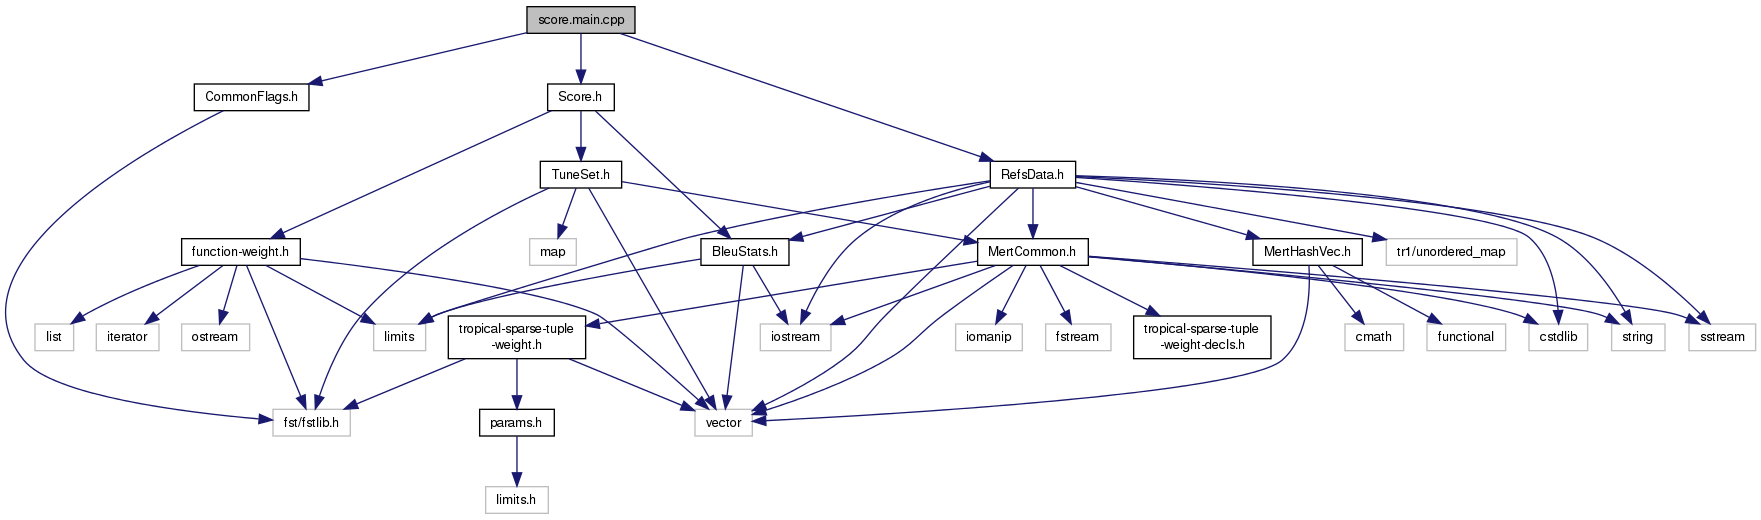 score.main.cpp
CommonFlags.h
Score.h
TuneSet.h
RefsData.h
function-weight.h
map
BleuStats.h
MertCommon.h
MertHashVec.h
tr1/unordered_map
list
iterator
ostream
limits
tropical-sparse-tuple
-weight.h
iostream
iomanip
fstream
tropical-sparse-tuple
-weight-decls.h
cmath
functional
cstdlib
string
sstream
fst/fstlib.h
params.h
vector
limits.h